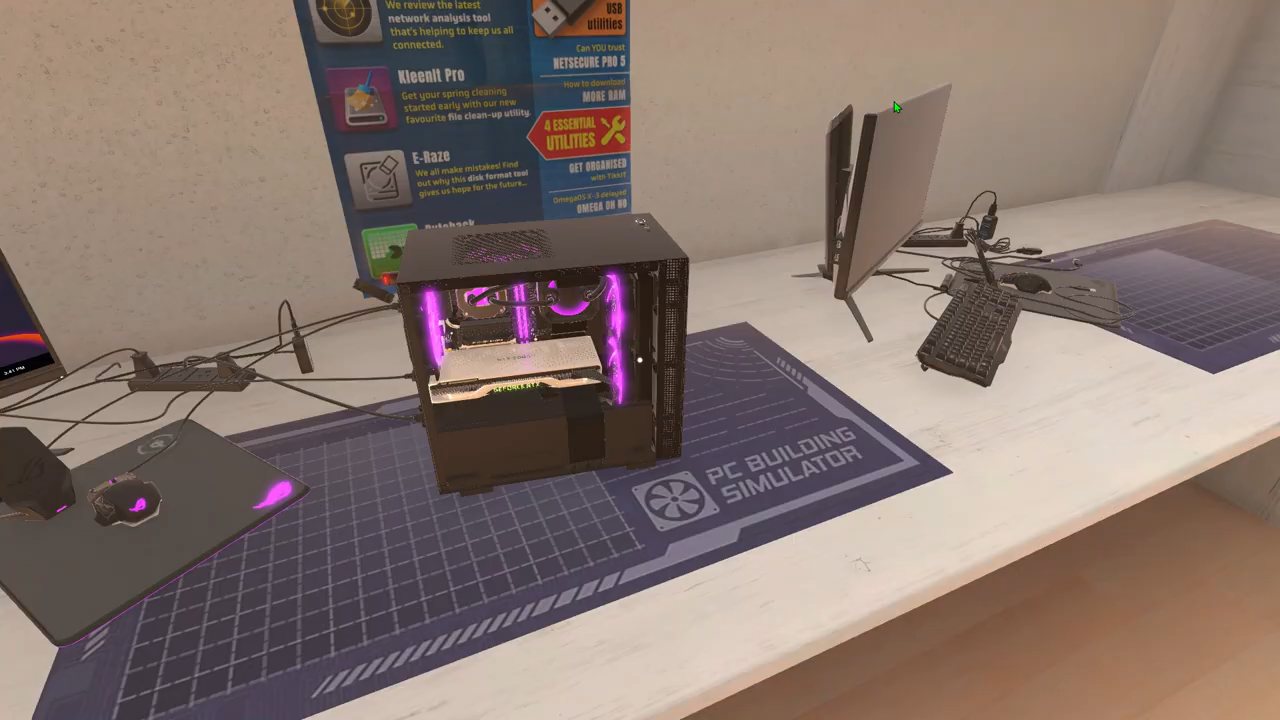 We review the latest
network analysis tool
that's helping to keep us all
connected.
KleenIt Pro
Get your spring cleaning
started early with our new
favourite file clean-up utility.
E-Raze
We all make mistakes! Find
out why this disk format tool
gives us hope for the future...
USB
utilities
Can YOU trust
NETSECURE PRO 5
How to download
MORE RAM
4 ESSENTIAL
UTILITIES
GET ORGANISED
with Tikkit
OmegaOS X-3 delayed
OMEGA OH NO
GEFORCE RTX
PC BUILDING
SIMULATOR